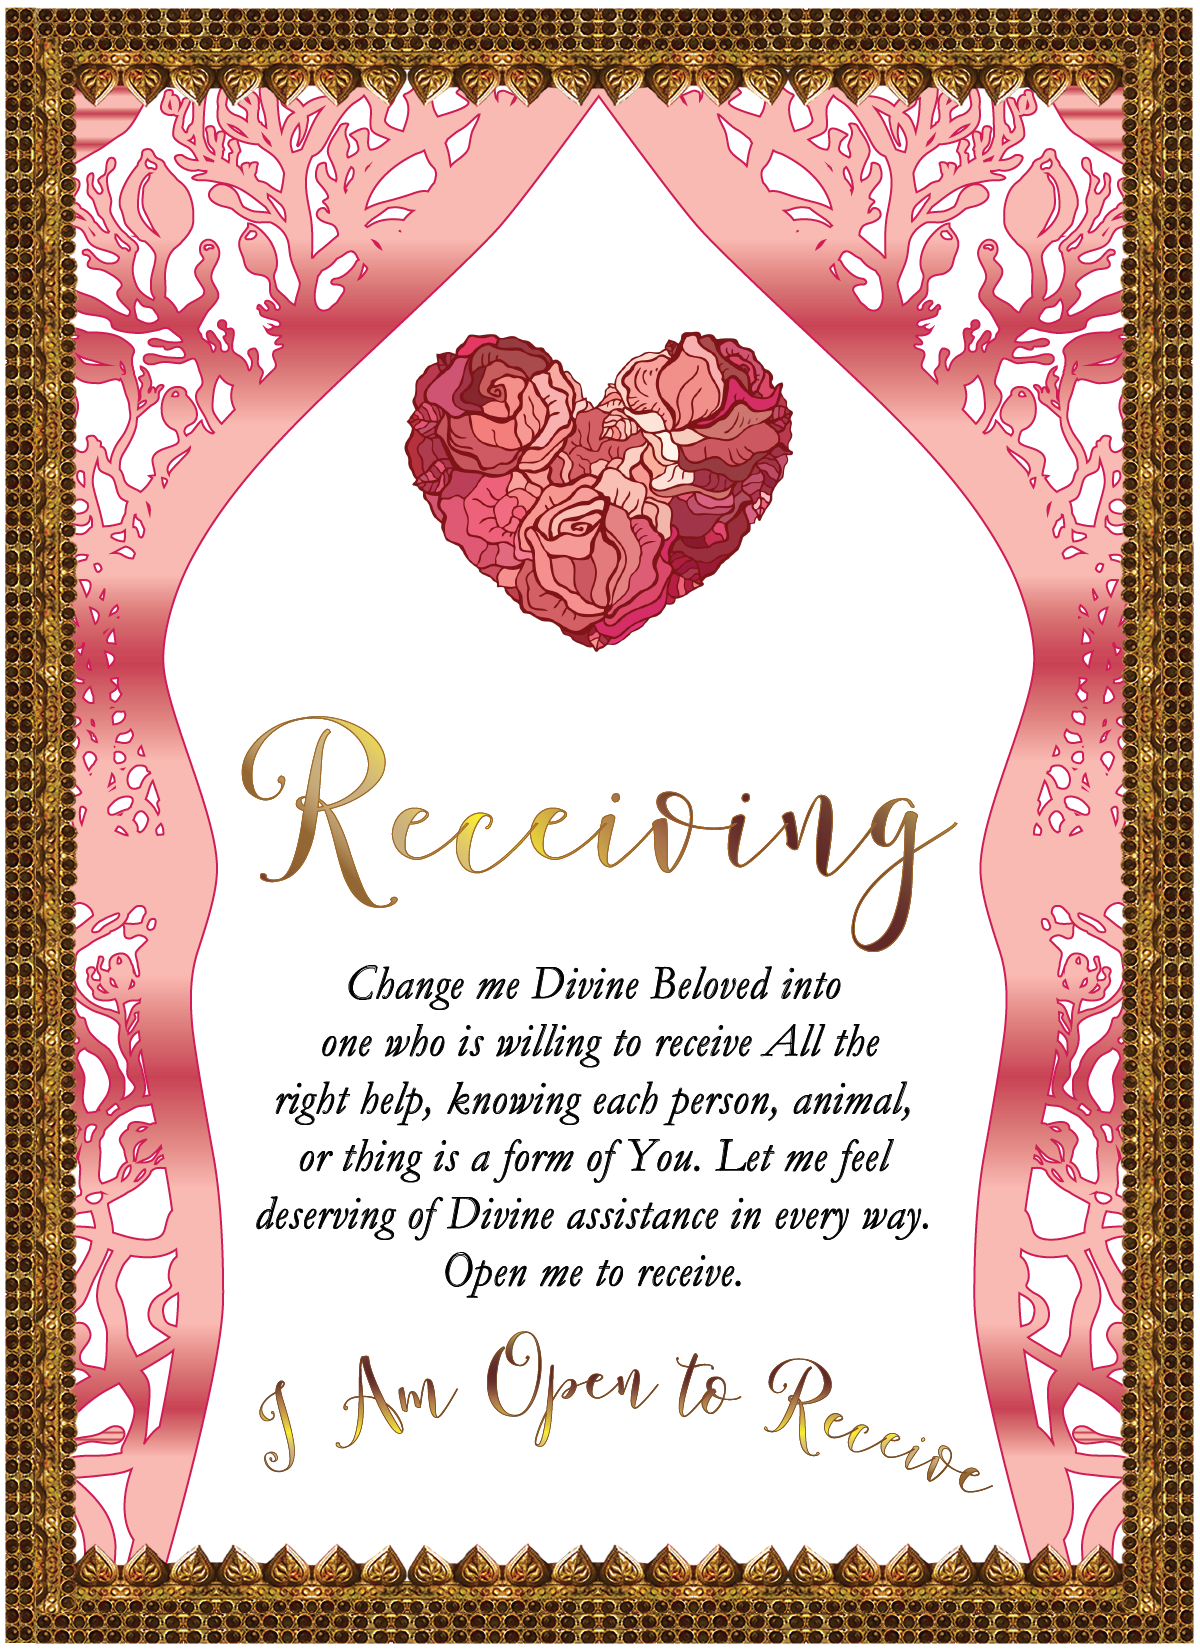 Receiving
Change me Divine Beloved into
one who is willing to receive All the
right help, knowing each person, animal,
or thing is a form of You. Let me feel
deserving of Divine assistance in every way.
Open me to receive.
I Am Open to Receive